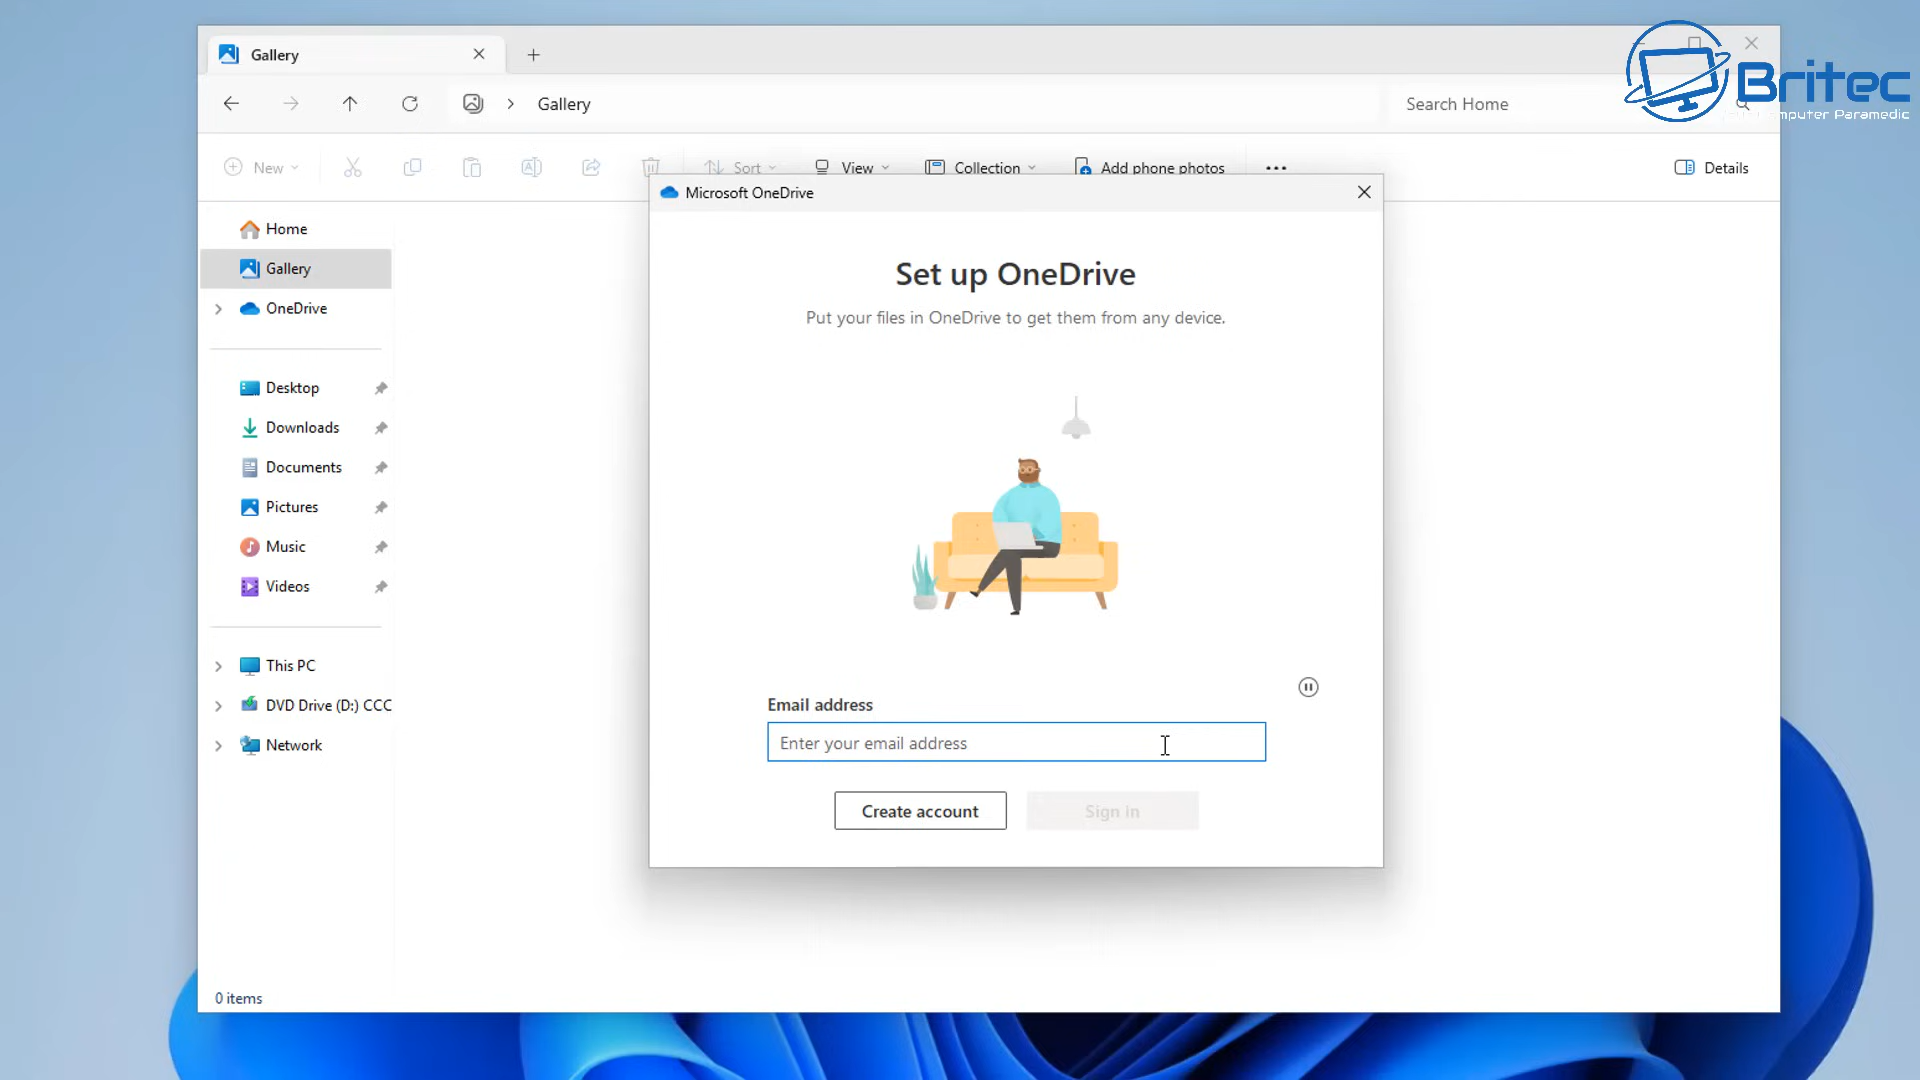 Gallery
Gallery
Search Home
Britec
mputer Paramedic
New
Sort
View
Collection
Add phone photos
Details
Home
Gallery
OneDrive
Desktop
Downloads
Documents
Pictures
Music
Videos
This PC
DVD Drive (D:) CCC
Network
0 items
Microsoft OneDrive
Set up OneDrive
Put your files in OneDrive to get them from any device.
Email address
Enter your email address
Create account
Sign in